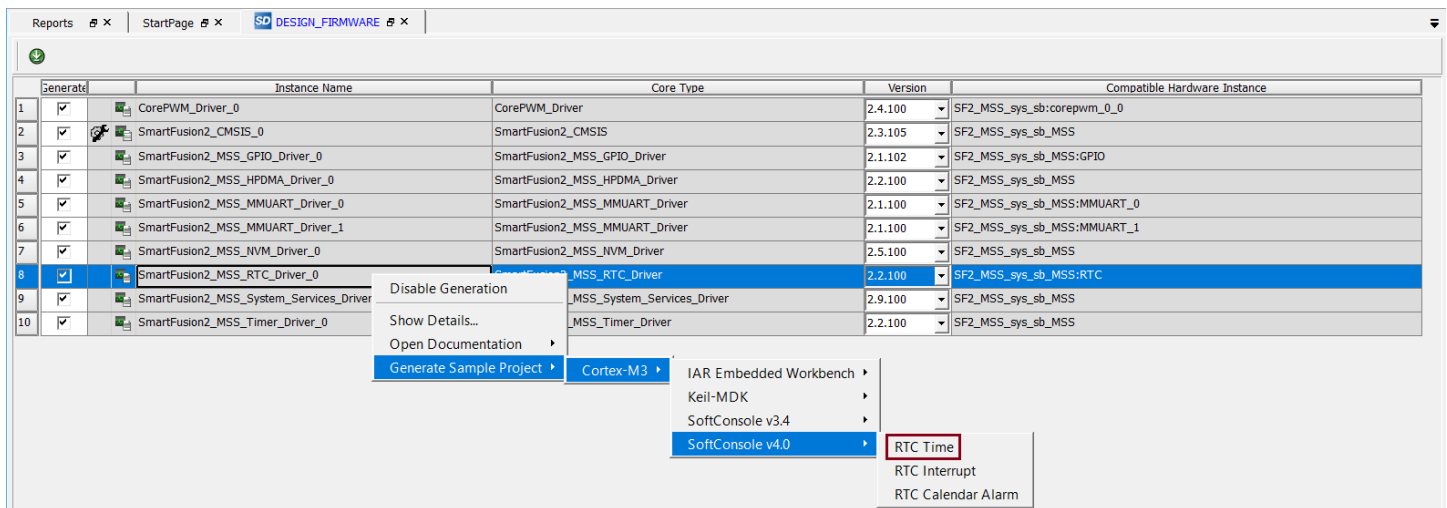 Reports StartPage SD DESIGN_FIRMWARE
Generate Instance Name Core Type Version Compatible Hardware Instance
1 CorePWM_Driver_0 CorePWM_Driver 2.4.100 SF2_MSS_sys_sb:corepwm_0_0
2 SmartFusion2_CMSIS_0 SmartFusion2_CMSIS 2.3.105 SF2_MSS_sys_sb_MSS
3 SmartFusion2_MSS_GPIO_Driver_0 SmartFusion2_MSS_GPIO_Driver 2.1.102 SF2_MSS_sys_sb_MSS:GPIO
4 SmartFusion2_MSS_HPDMA_Driver_0 SmartFusion2_MSS_HPDMA_Driver 2.2.100 SF2_MSS_sys_sb_MSS
5 SmartFusion2_MSS_MMUART_Driver_0 SmartFusion2_MSS_MMUART_Driver 2.1.100 SF2_MSS_sys_sb_MSS:MMUART_0
6 SmartFusion2_MSS_MMUART_Driver_1 SmartFusion2_MSS_MMUART_Driver 2.1.100 SF2_MSS_sys_sb_MSS:MMUART_1
7 SmartFusion2_MSS_NVM_Driver_0 SmartFusion2_MSS_NVM_Driver 2.5.100 SF2_MSS_sys_sb_MSS
8 SmartFusion2_MSS_RTC_Driver_0 SmartFusion2_MSS_RTC_Driver 2.2.100 SF2_MSS_sys_sb_MSS:RTC
9 SmartFusion2_MSS_System_Services_Driver _MSS_System_Services_Driver 2.9.100 SF2_MSS_sys_sb_MSS
10 SmartFusion2_MSS_Timer_Driver_0 _MSS_Timer_Driver 2.2.100 SF2_MSS_sys_sb_MSS
Disable Generation
Show Details...
Open Documentation
Generate Sample Project
Cortex-M3
IAR Embedded Workbench
Keil-MDK
SoftConsole v3.4
SoftConsole v4.0
RTC Time
RTC Interrupt
RTC Calendar Alarm